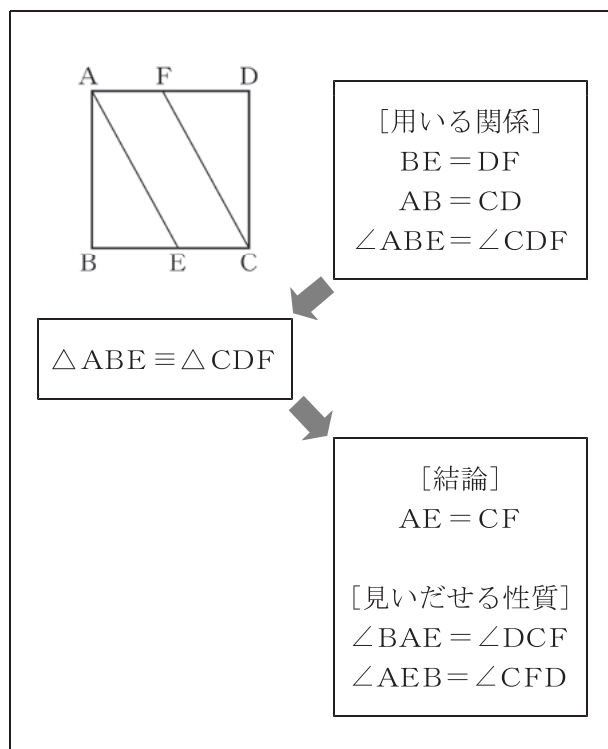 A F D
B E C
［用いる関係］
BE＝DF
AB＝CD
∠ABE＝∠CDF
△ABE≡△CDF
［結論］
AE＝CF
［見いだせる性質］
∠BAE＝∠DCF
∠AEB＝∠CFD